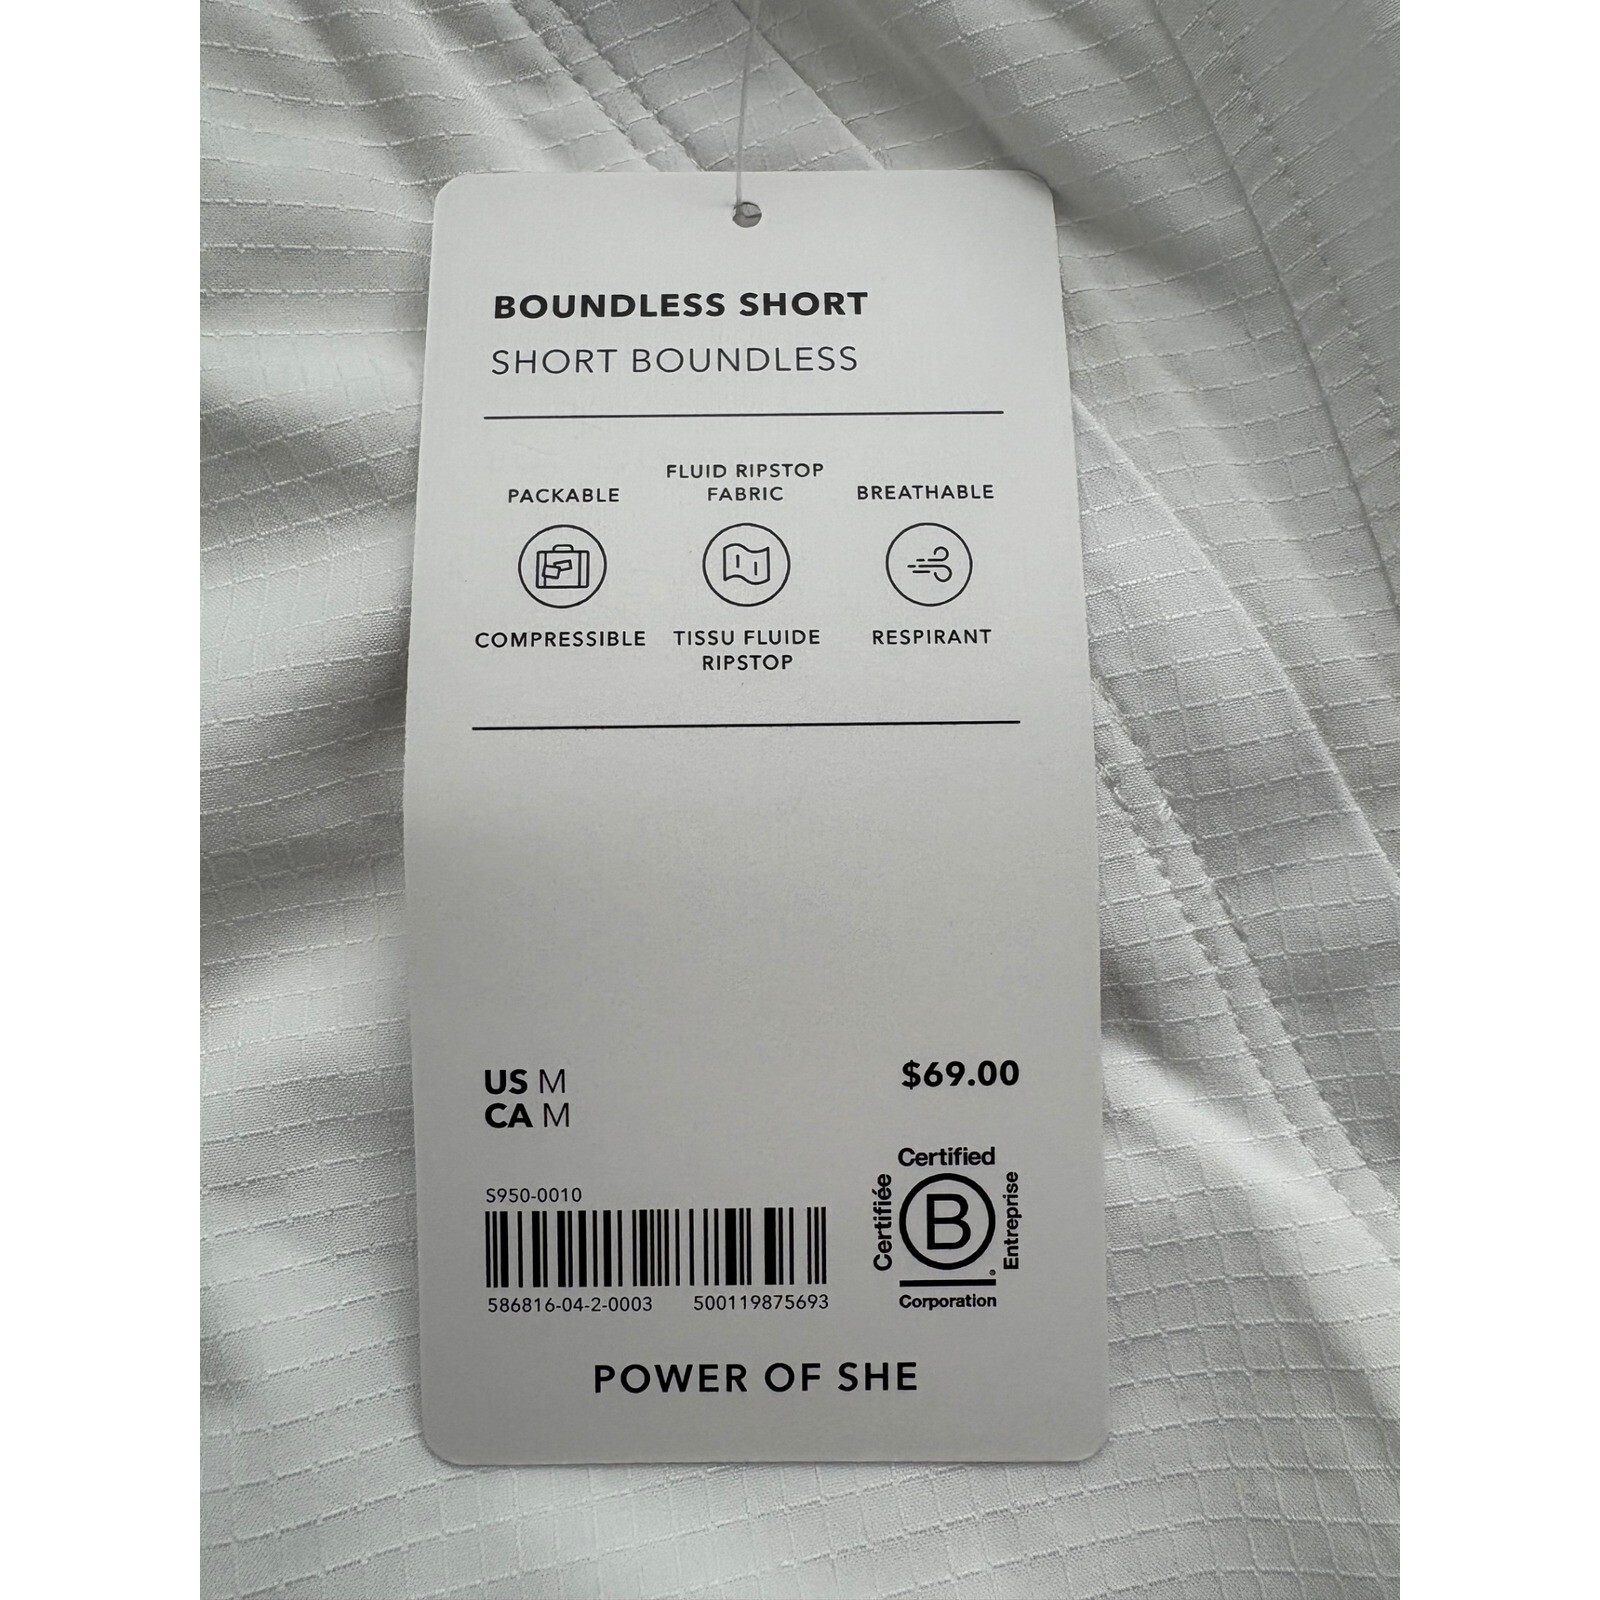 BOUNDLESS SHORT
SHORT BOUNDLESS
PACKABLE
FLUID RIPSTOP
FABRIC
BREATHABLE
COMPRESSIBLE
TISSU FLUIDE
RIPSTOP
RESPIRANT
US M
CA M
$69.00
S950-0010
586816-04-2-0003 500119875693
Certified
Certifiée
B
Entreprise
Corporation
POWER OF SHE